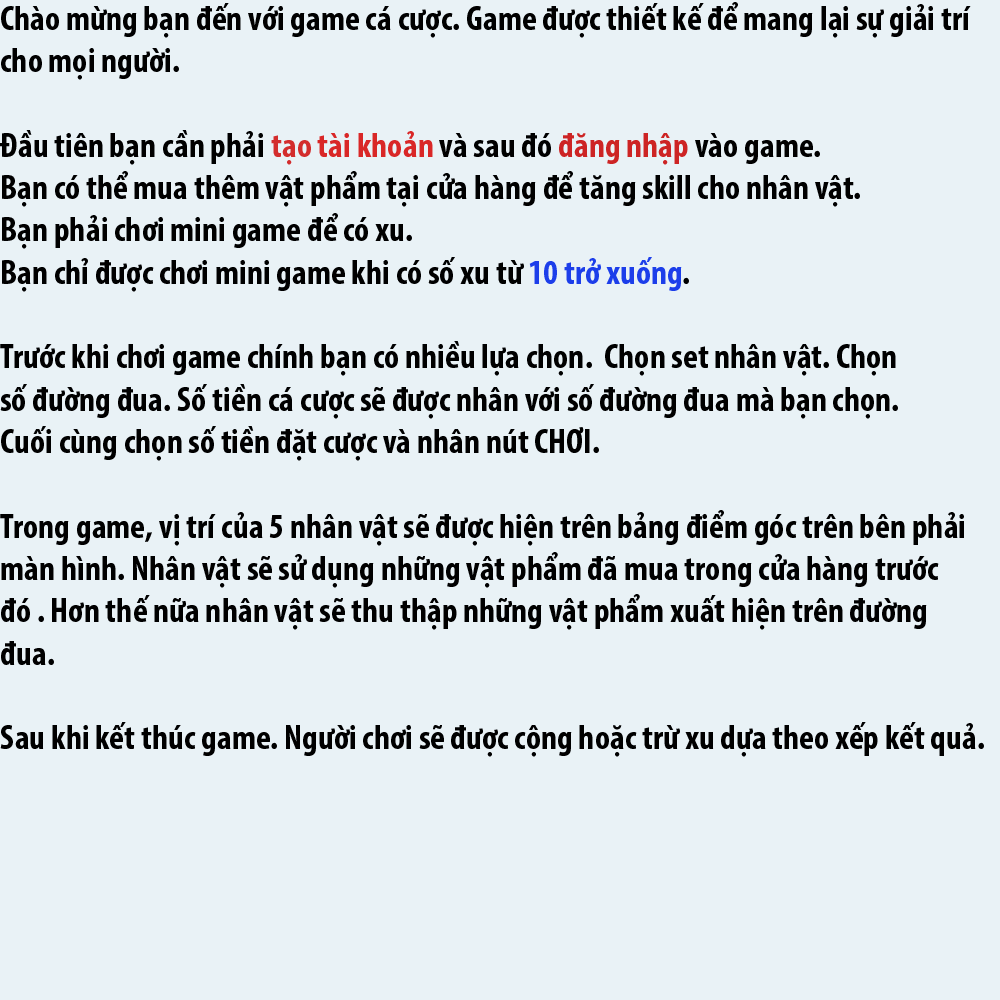 Chào mừng bạn đến với game cá cược. Game được thiết kế để mang lại sự giải trí
cho mọi người.
Đầu tiên bạn cần phải tạo tài khoản và sau đó đăng nhập vào game.
Bạn có thể mua thêm vật phẩm tại cửa hàng để tăng skill cho nhân vật.
Bạn phải chơi mini game để có xu.
Bạn chỉ được chơi mini game khi có số xu từ 10 trở xuống.
Trước khi chơi game chính bạn có nhiều lựa chọn.  Chọn set nhân vật. Chọn
số đường đua. Số tiền cá cược sẽ được nhân với số đường đua mà bạn chọn.
Cuối cùng chọn số tiền đặt cược và nhân nút CHƠI.
Trong game, vị trí của 5 nhân vật sẽ được hiện trên bảng điểm góc trên bên phải
màn hình. Nhân vật sẽ sử dụng những vật phẩm đã mua trong cửa hàng trước
đó . Hơn thế nữa nhân vật sẽ thu thập những vật phẩm xuất hiện trên đường
đua.
Sau khi kết thúc game. Người chơi sẽ được cộng hoặc trừ xu dựa theo xếp kết quả.